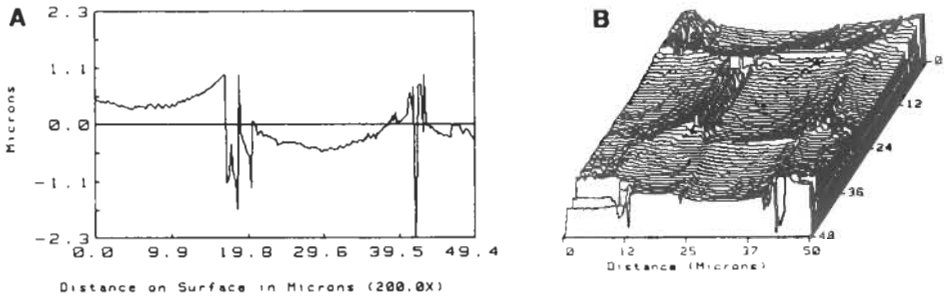 A
2.3
1.1
0.0
-1.1
-2.3
Microns
0.0 9.9 19.8 29.6 39.5 49.4
Distance on Surface in Microns (200.0X)
B
0
12
24
36
48
0 12 25 37 50
Distance (Microns)